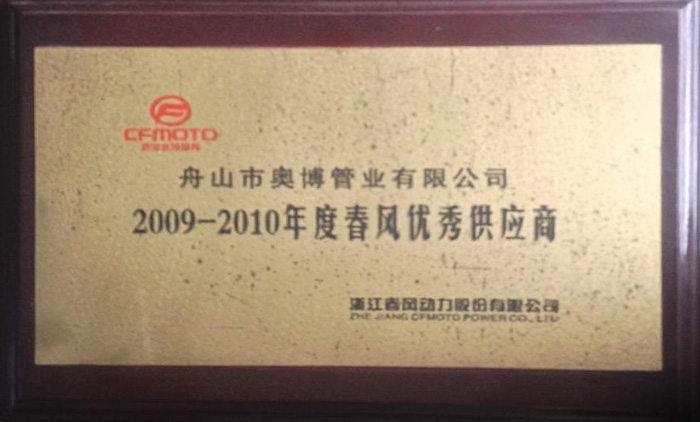 CFMOTO
舟山市奥博管业有限公司
2009-2010年度春风优秀供应商
浙江春风动力股份有限公司
ZHE JIANG CFMOTO POWER CO., LTD